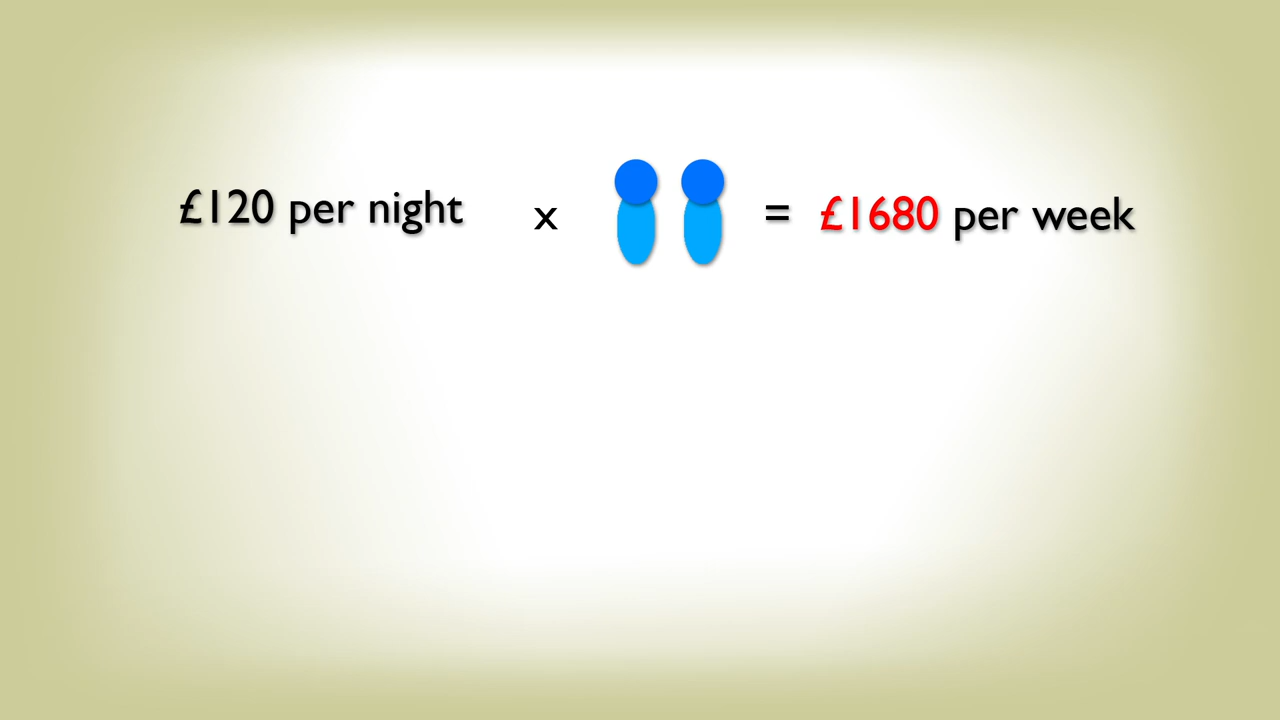 £120 per night x = £1680 per week